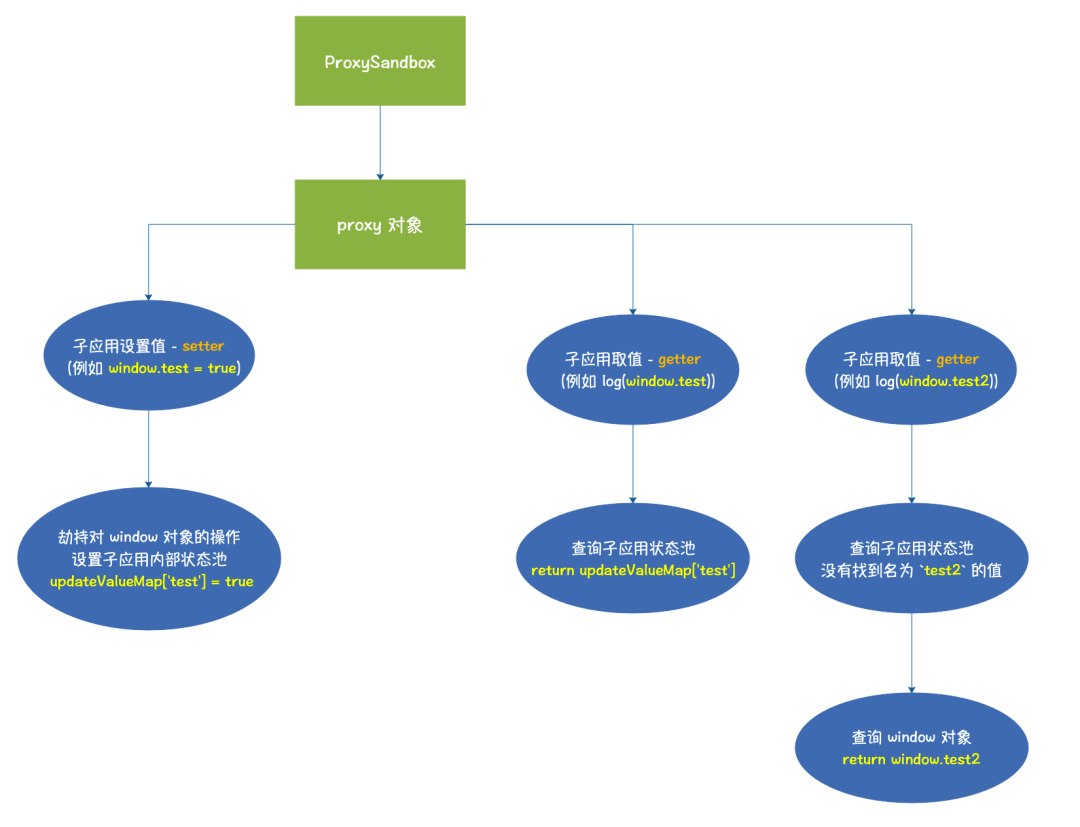 ProxySandbox
proxy 对象
子应用设置值 - setter
(例如 window.test = true)
子应用取值 - getter
(例如 log(window.test))
子应用取值 - getter
(例如 log(window.test2))
劫持对 window 对象的操作
设置子应用内部状态池
updateValueMap['test'] = true
查询子应用状态池
return updateValueMap['test']
查询子应用状态池
没有找到名为 `test2` 的值
查询 window 对象
return window.test2